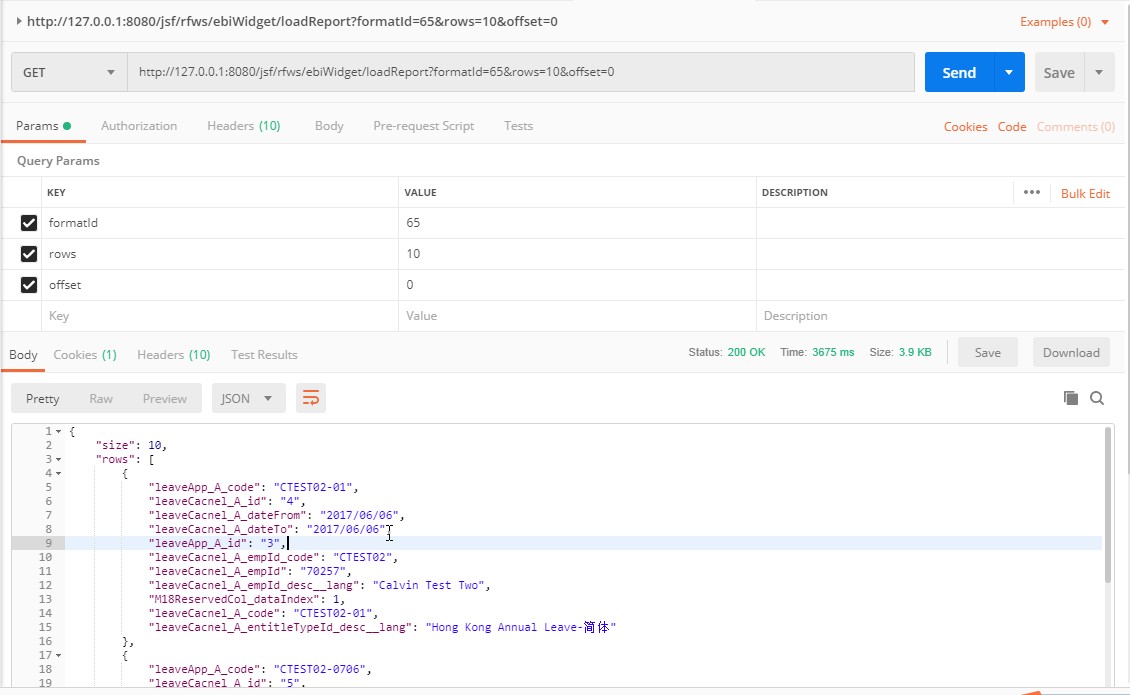 http://127.0.0.1:8080/jsf/rfws/ebiWidget/loadReport?formatId=65&rows=10&offset=0 Examples (0)
GET http://127.0.0.1:8080/jsf/rfws/ebiWidget/loadReport?formatId=65&rows=10&offset=0 Send Save
Params Authorization Headers (10) Body Pre-request Script Tests Cookies Code Comments (0)
Query Params
KEY VALUE DESCRIPTION ••• Bulk Edit
formatId 65
rows 10
offset 0
Key Value Description
Body Cookies (1) Headers (10) Test Results Status: 200 OK Time: 3675 ms Size: 3.9 KB Save Download
Pretty Raw Preview JSON
1 {
2 "size": 10,
3 "rows": [
4 {
5 "leaveApp_A_code": "CTEST02-01",
6 "leaveCacnel_A_id": "4",
7 "leaveCacnel_A_dateFrom": "2017/06/06",
8 "leaveCacnel_A_dateTo": "2017/06/06",
9 "leaveApp_A_id": "3",
10 "leaveCacnel_A_empId_code": "CTEST02",
11 "leaveCacnel_A_empId": "70257",
12 "leaveCacnel_A_empId_desc__lang": "Calvin Test Two",
13 "M18ReservedCol_dataIndex": 1,
14 "leaveCacnel_A_code": "CTEST02-01",
15 "leaveCacnel_A_entitleTypeId_desc__lang": "Hong Kong Annual Leave-简体"
16 },
17 {
18 "leaveApp_A_code": "CTEST02-0706",
19 "leaveCacnel_A_id": "5",